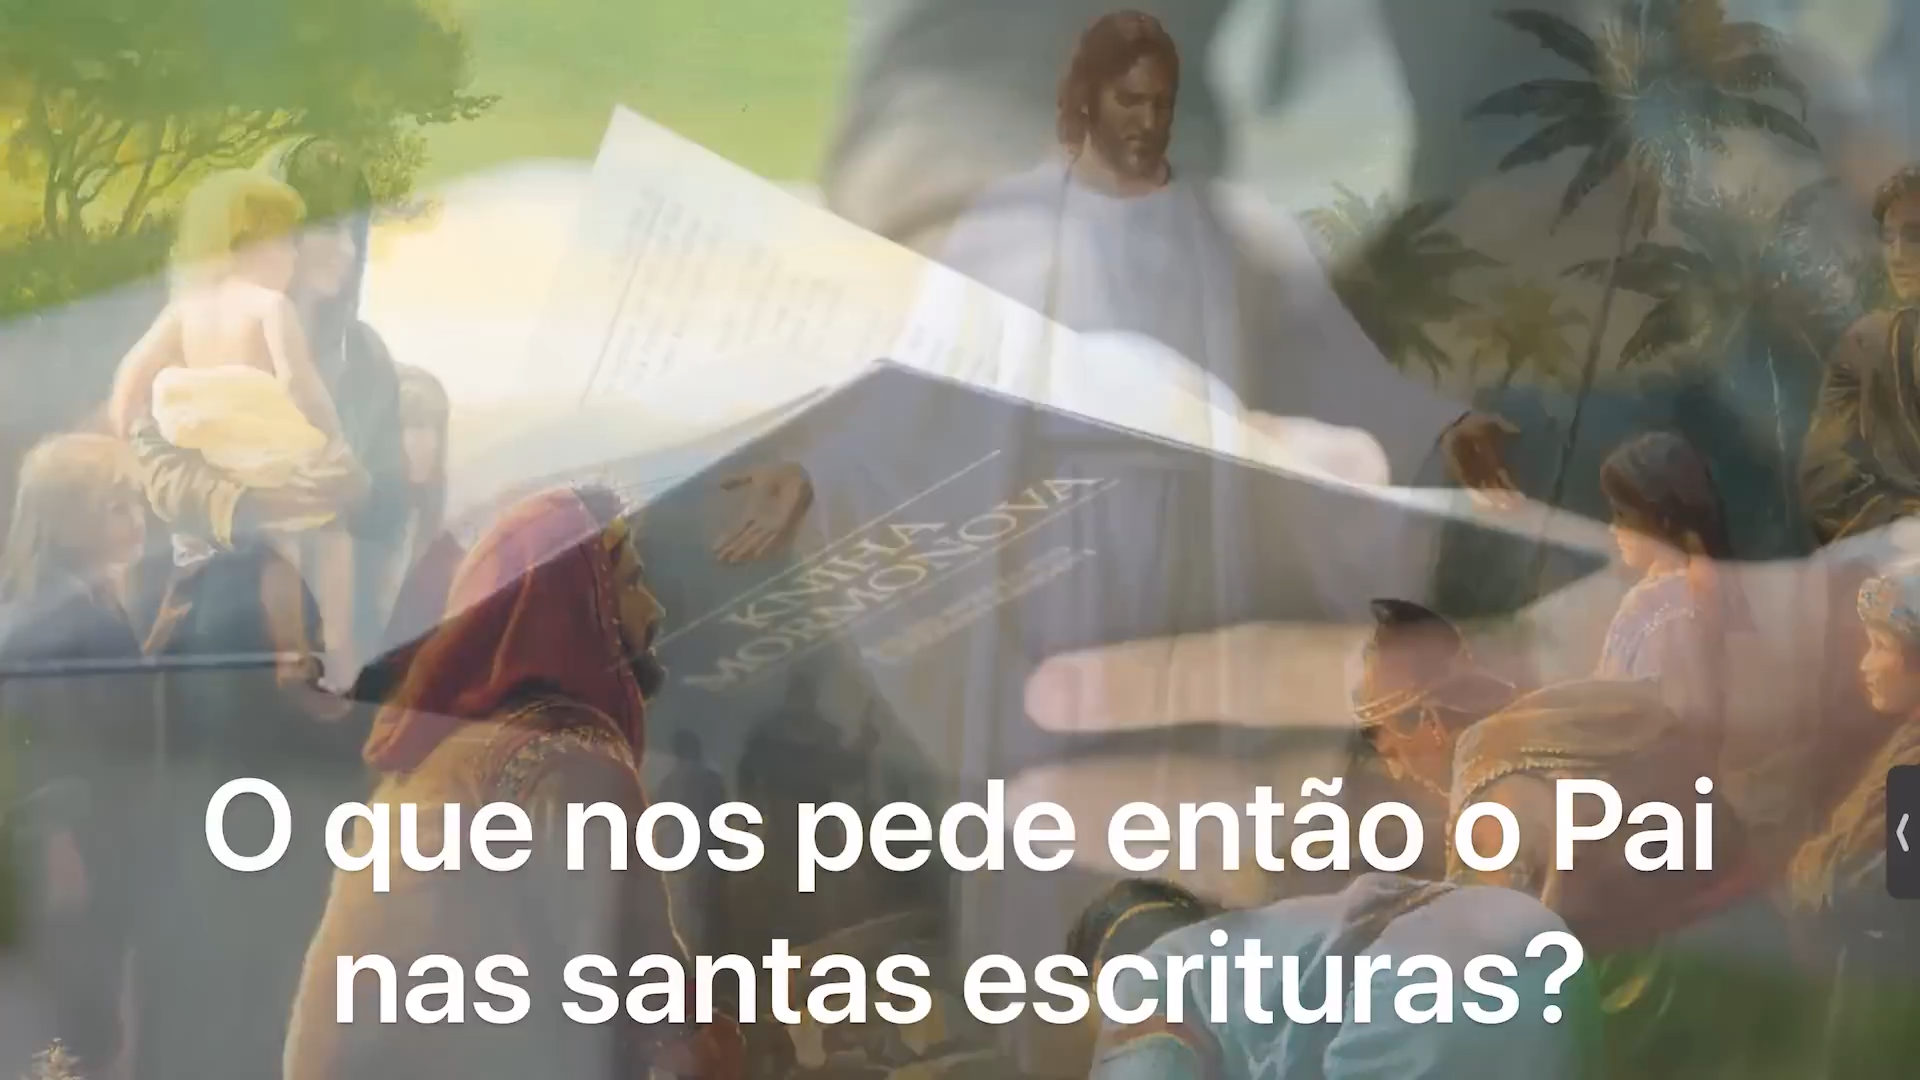 KNIHA
MORMONOVA
O que nos pede então o Pai
nas santas escrituras?